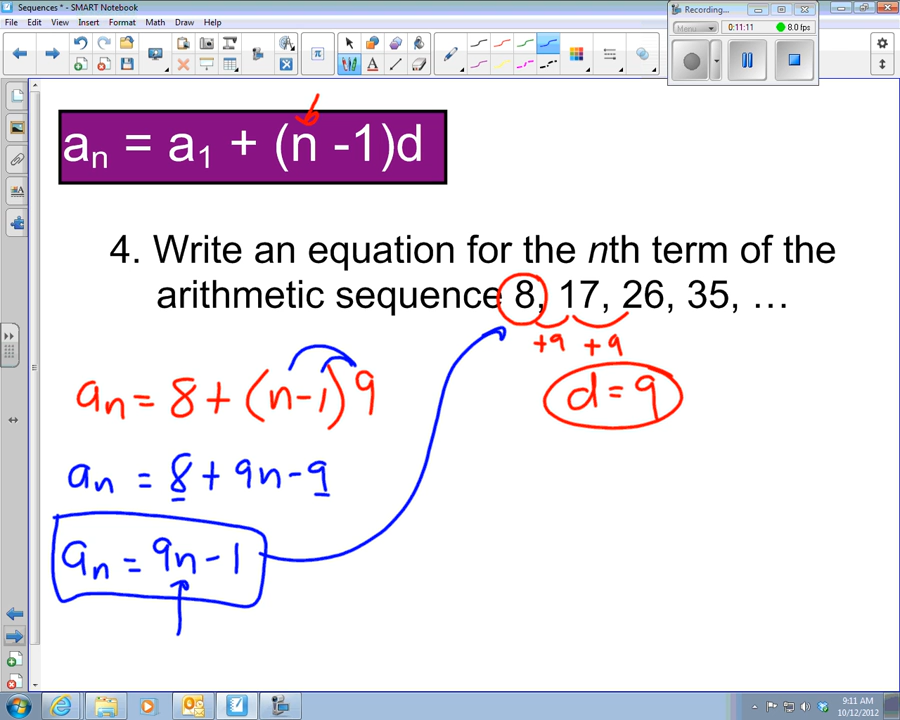 Sequences * - SMART Notebook
Recording...
File Edit View Insert Format Math Draw Help
Menu 0:11:11 8.0 fps
aₙ = a₁ + (n -1)d
4. Write an equation for the nth term of the
arithmetic sequence 8, 17, 26, 35, …
+9 +9
d = 9
aₙ = 8 + (n-1) 9
aₙ = 8 + 9n - 9
aₙ = 9n - 1
9:11 AM
10/12/2012